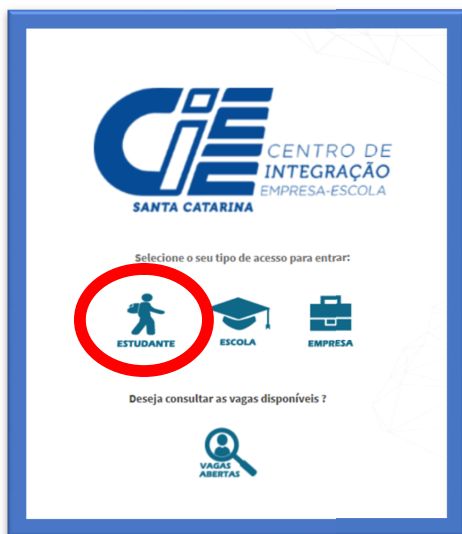 CIEE
CENTRO DE
INTEGRAÇÃO
EMPRESA-ESCOLA
SANTA CATARINA
Selecione o seu tipo de acesso para entrar:
ESTUDANTE
ESCOLA
EMPRESA
Deseja consultar as vagas disponíveis ?
VAGAS
ABERTAS